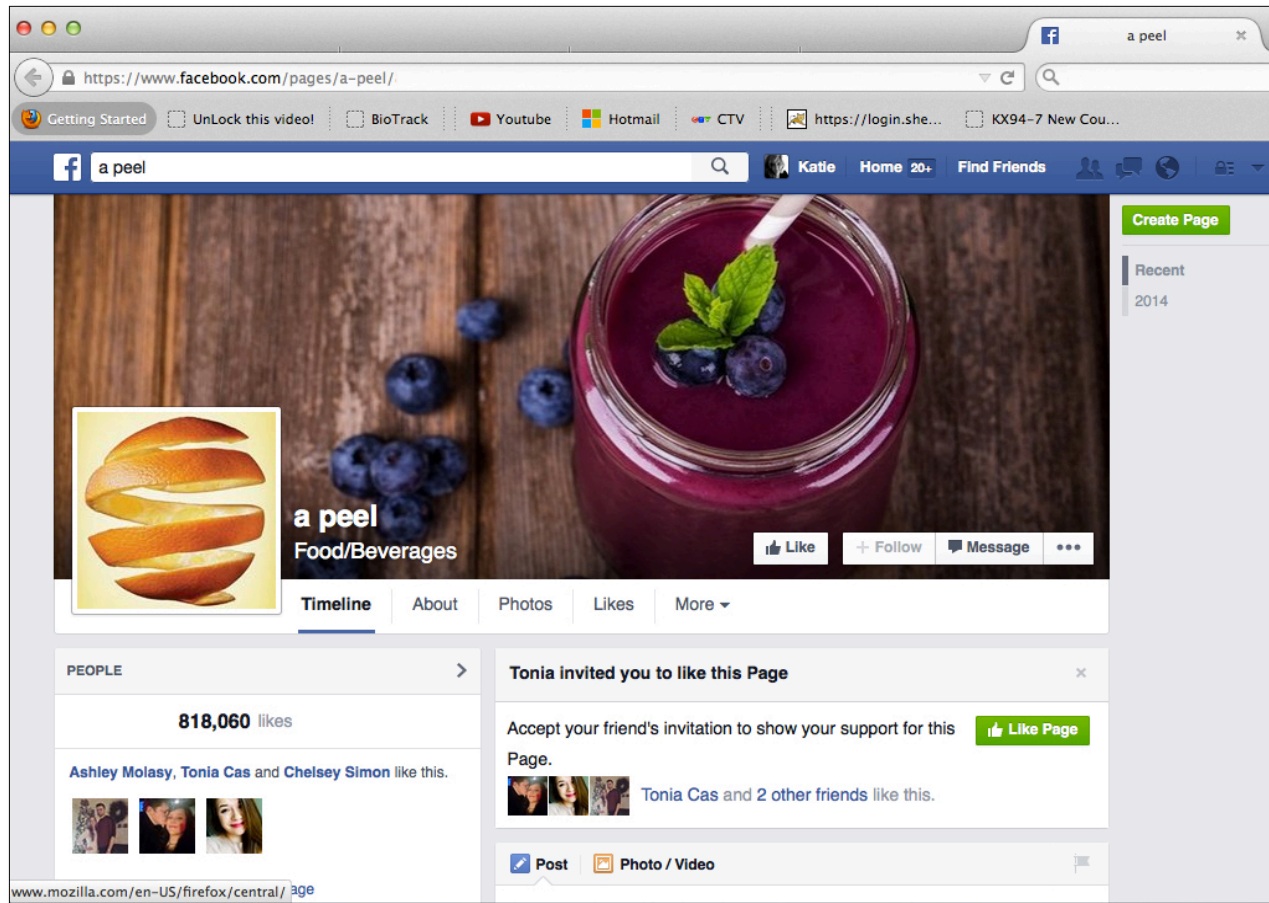 a peel
https://www.facebook.com/pages/a-peel/
Getting Started UnLock this video! BioTrack Youtube Hotmail CTV https://login.she... KX94-7 New Cou...
a peel Katie Home 20+ Find Friends
Create Page
Recent
2014
a peel
Food/Beverages
Like + Follow Message
Timeline About Photos Likes More
PEOPLE
818,060 likes
Ashley Molasy, Tonia Cas and Chelsey Simon like this.
Tonia invited you to like this Page
Accept your friend's invitation to show your support for this
Page.
Like Page
Tonia Cas and 2 other friends like this.
Post Photo / Video
www.mozilla.com/en-US/firefox/central/ age